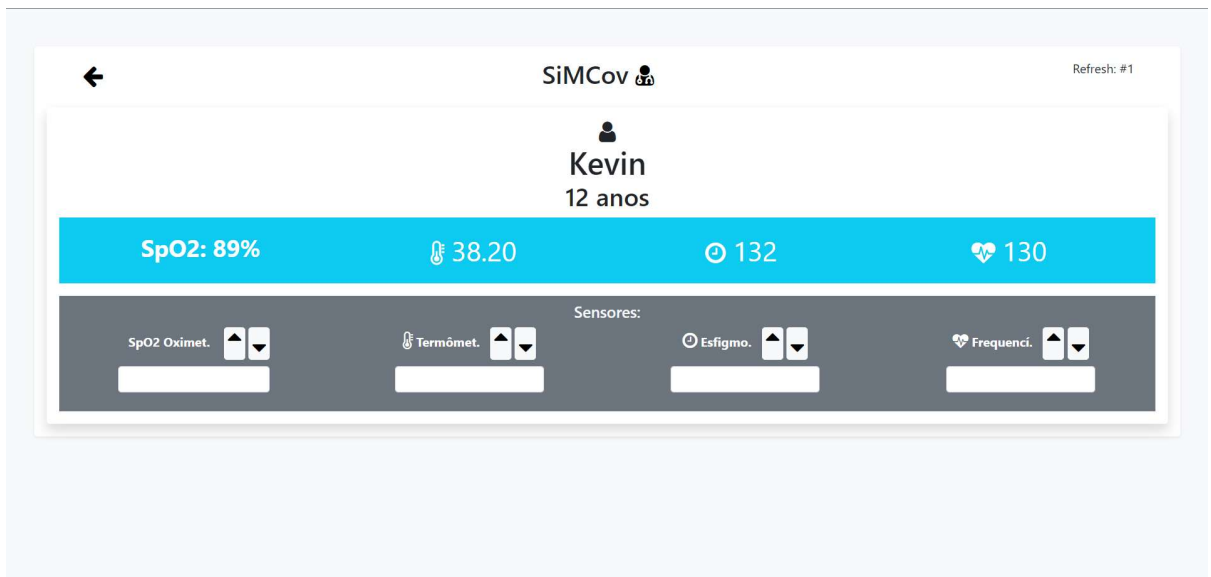 SiMCov
Refresh: #1
Kevin
12 anos
SpO2: 89% 38.20 132 130
Sensores:
SpO2 Oximet. Termômet. Esfigmo. Frequenci.